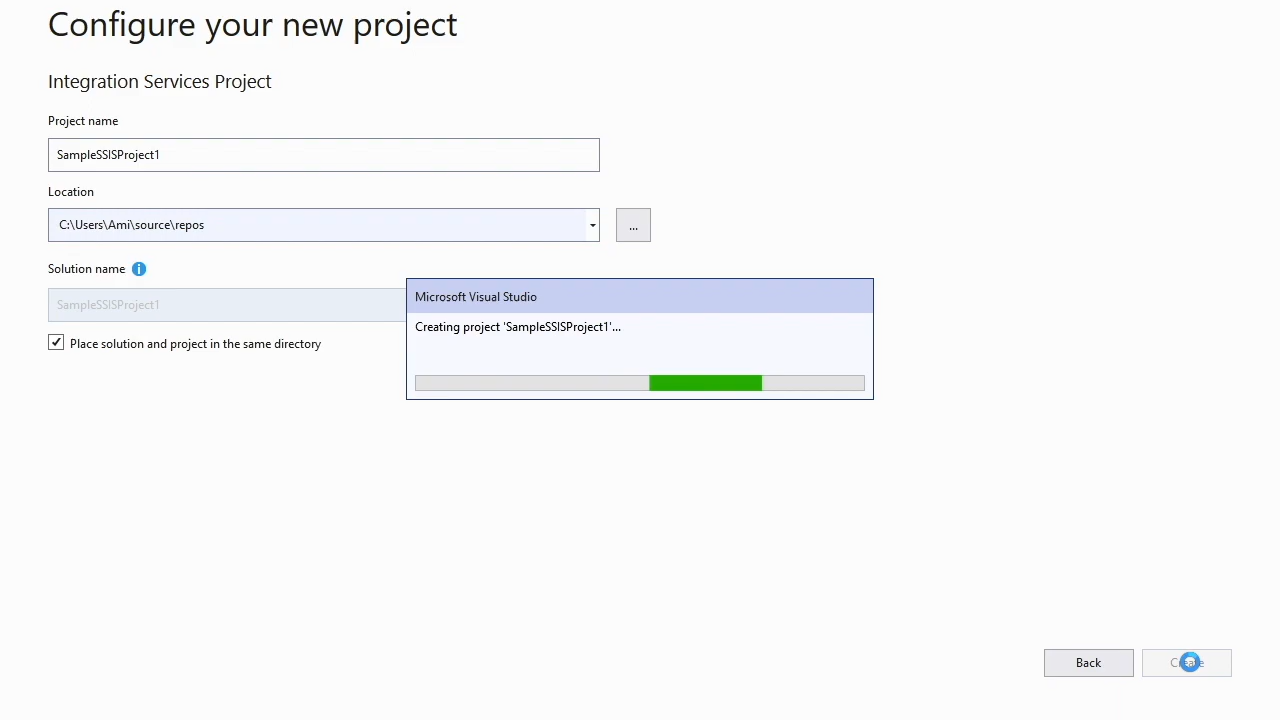 Configure your new project
Integration Services Project
Project name
SampleSSISProject1
Location
C:\Users\Ami\source\repos
...
Solution name
SampleSSISProject1
Place solution and project in the same directory
Microsoft Visual Studio
Creating project 'SampleSSISProject1'...
Back
Create